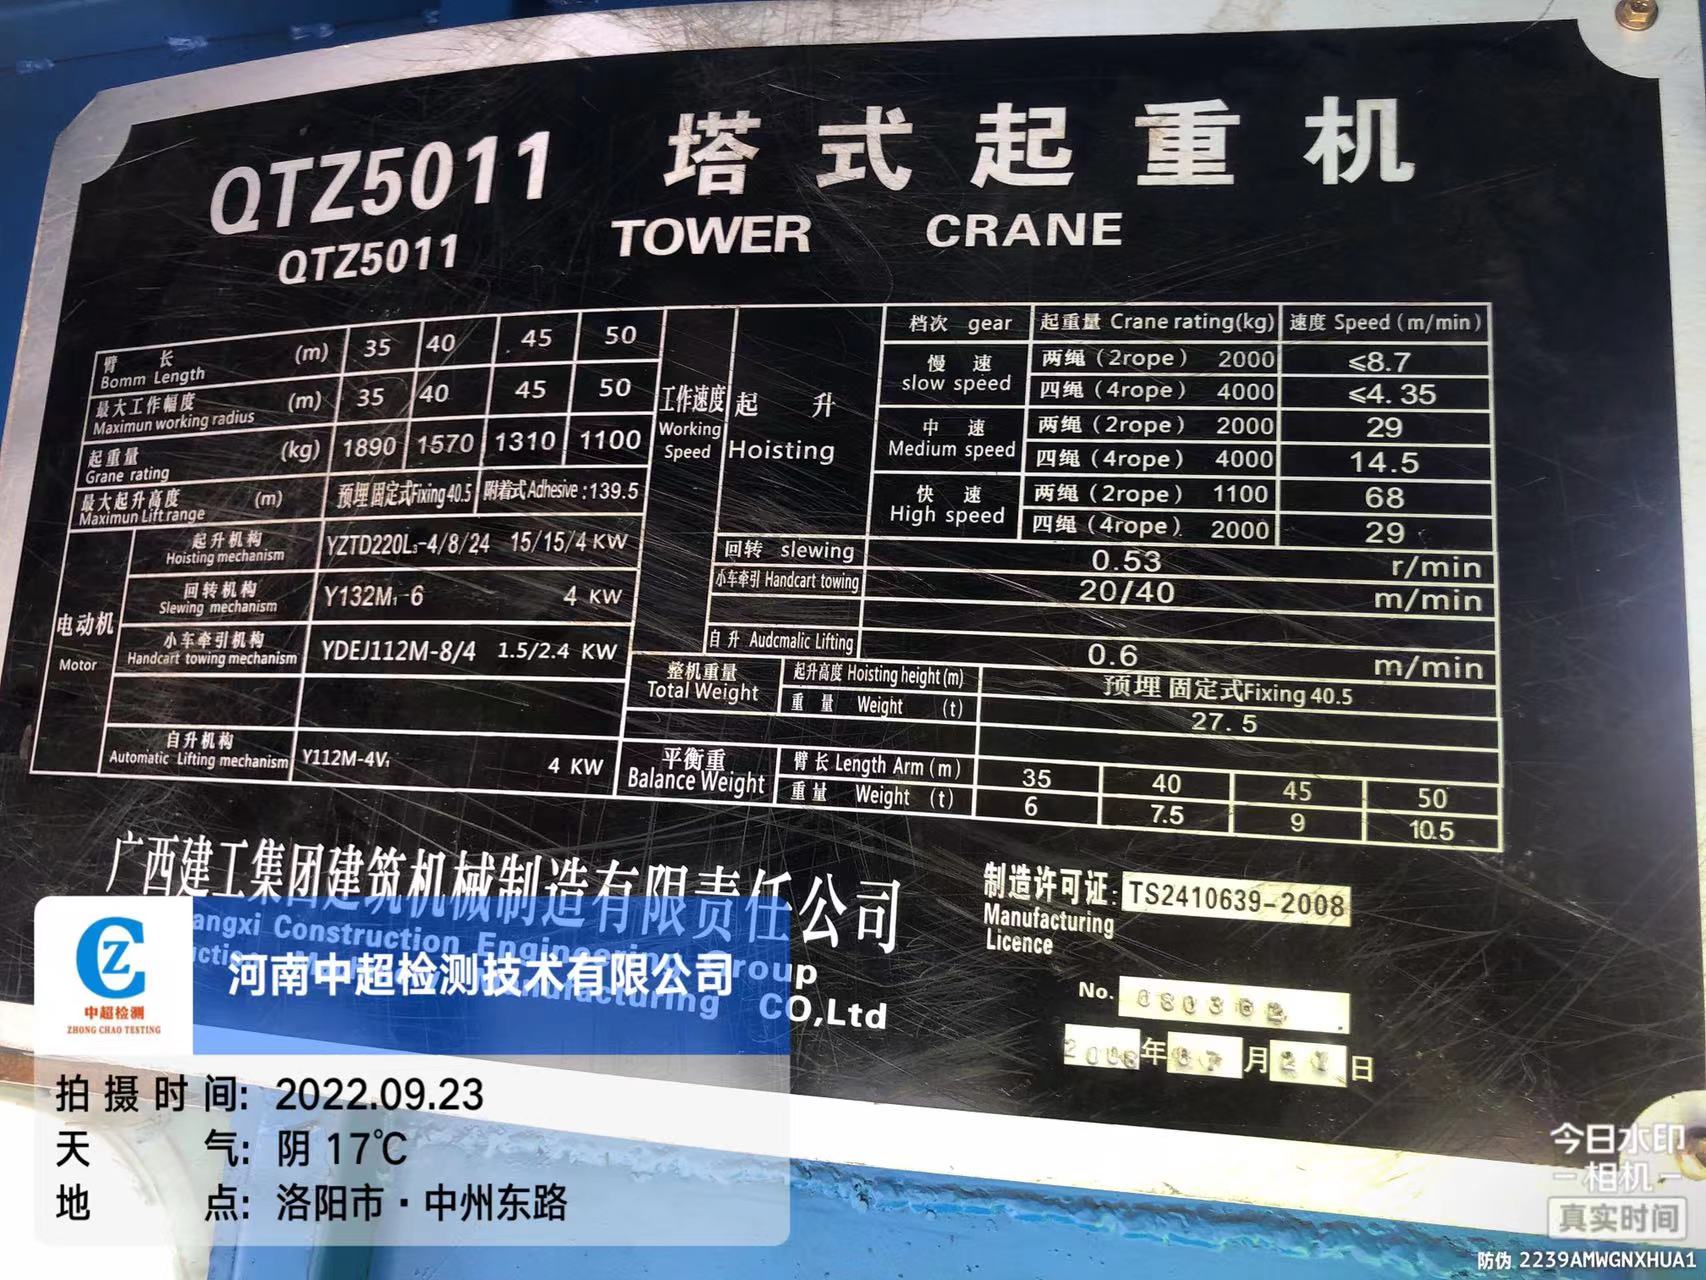 QTZ5011 塔式起重机
QTZ5011 TOWER CRANE
臂长 (m) 35 40 45 50
Bomm Length
最大工作幅度 (m) 35 40 45 50
Maximun working radius
起重量 (kg) 1890 1570 1310 1100
Grane rating
最大起升高度 (m) 预埋固定式Fixing 40.5 附着式Adhesive:139.5
Maximun Lift range
电动机
Motor
起升机构 YZTD220L₃-4/8/24 15/15/4 KW
Hoisting mechanism
回转机构 Y132M₁-6 4 KW
Slewing mechanism
小车牵引机构 YDEJ112M-8/4 1.5/2.4 KW
Handcart towing mechanism
自升机构 Y112M-4V₁ 4 KW
Automatic Lifting mechanism
工作速度
Working
Speed
起升
Hoisting
档次 gear 起重量 Crane rating(kg) 速度 Speed (m/min)
慢速 两绳 (2rope) 2000 ≤8.7
slow speed 四绳 (4rope) 4000 ≤4.35
中速 两绳 (2rope) 2000 29
Medium speed 四绳 (4rope) 4000 14.5
快速 两绳 (2rope) 1100 68
High speed 四绳 (4rope) 2000 29
回转 slewing 0.53 r/min
小车牵引 Handcart towing 20/40 m/min
自升 Audcmalic Lifting 0.6 m/min
整机重量
Total Weight
起升高度 Hoisting height(m) 预埋固定式Fixing 40.5
重量 Weight (t) 27.5
平衡重
Balance Weight
臂长 Length Arm(m) 35 40 45 50
重量 Weight (t) 6 7.5 9 10.5
广西建工集团建筑机械制造有限责任公司
angxi Construction Engineering Group
Manufacturing CO,Ltd
制造许可证: TS2410639-2008
Manufacturing
Licence
No.
年 月 日
中超检测
ZHONG CHAO TESTING
河南中超检测技术有限公司
拍摄时间: 2022.09.23
天气: 阴 17℃
地点: 洛阳市·中州东路
今日水印
相机
真实时间
防伪 2239AMWGNXHUA1